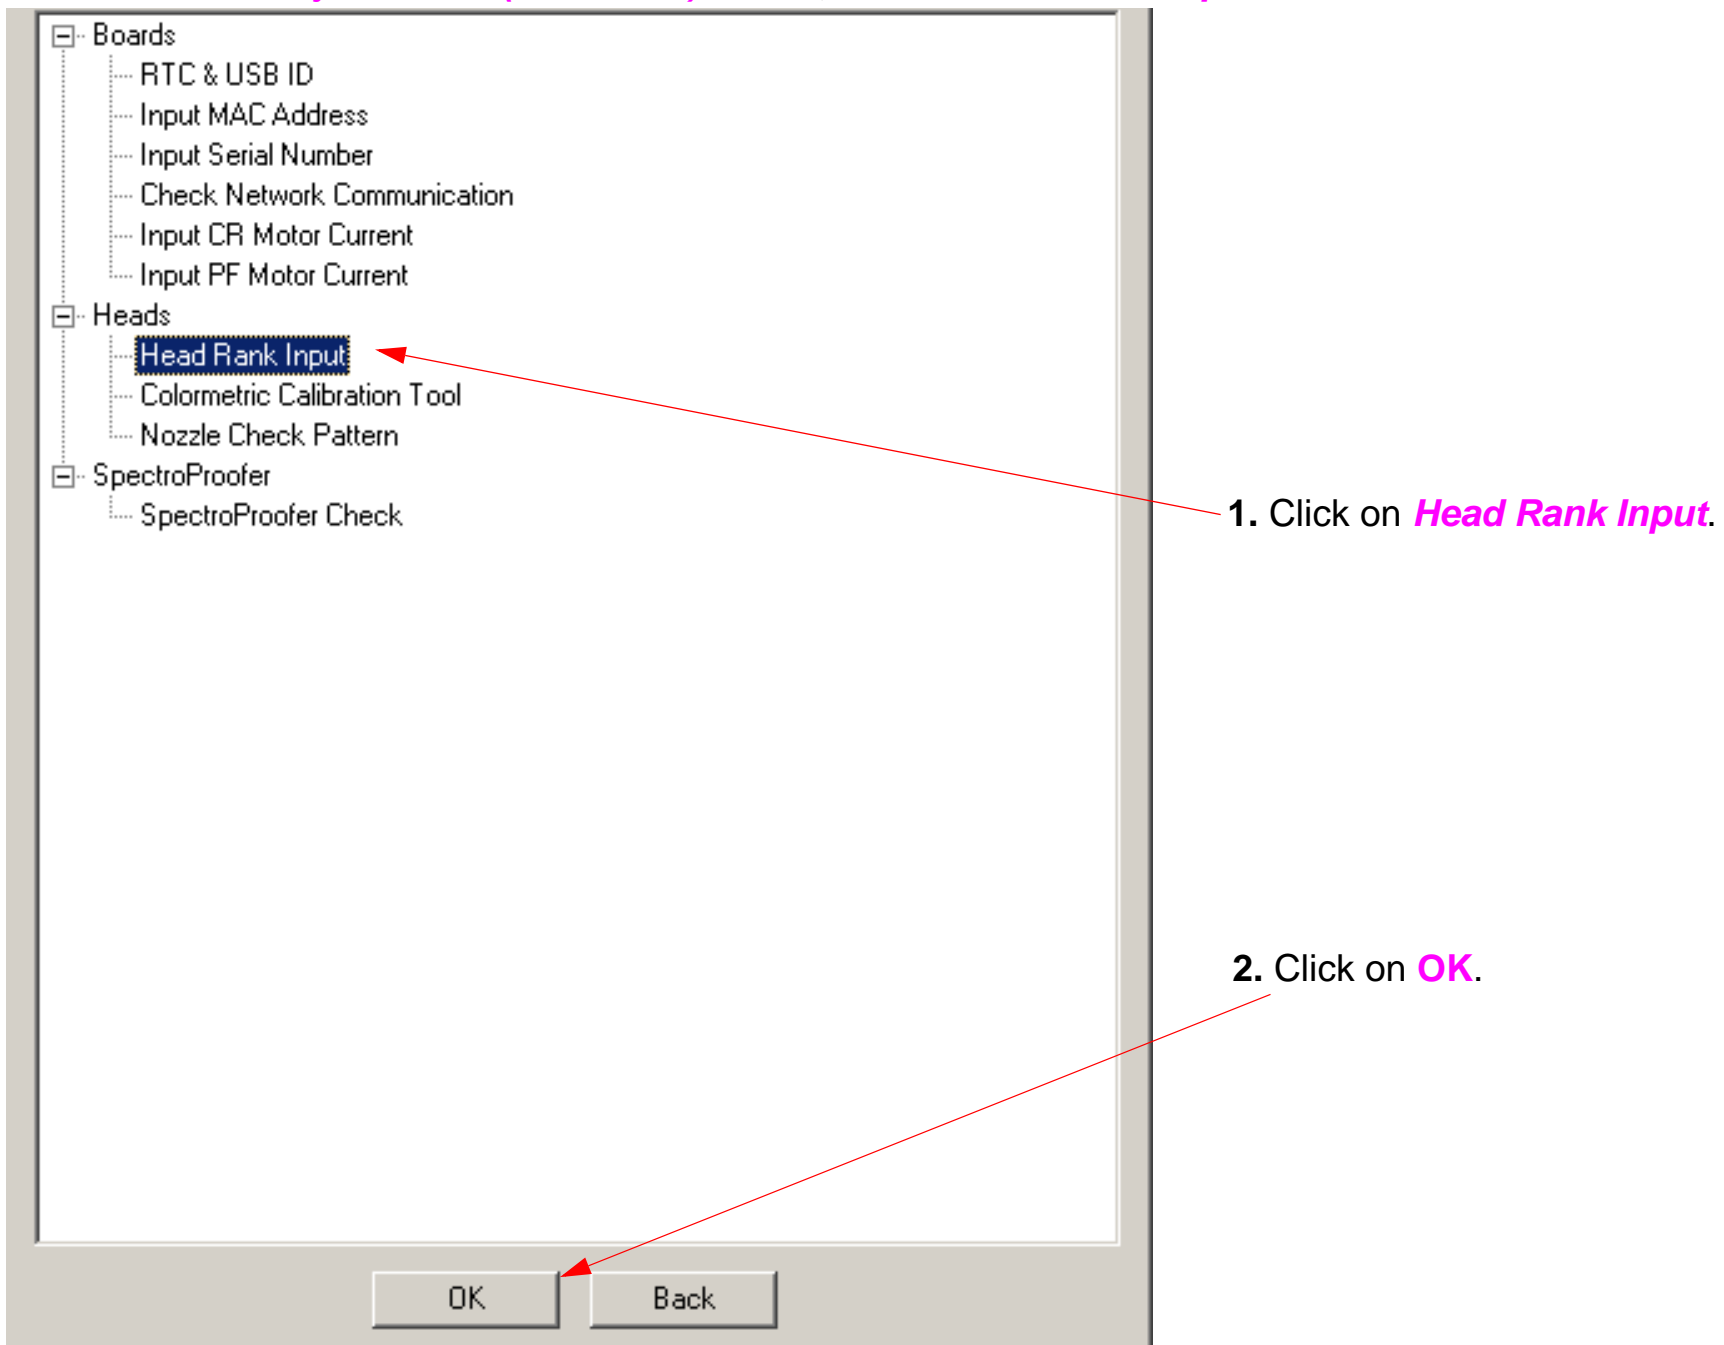 Boards
RTC & USB ID
Input MAC Address
Input Serial Number
Check Network Communication
Input CR Motor Current
Input PF Motor Current
Heads
Head Rank Input
Colormetric Calibration Tool
Nozzle Check Pattern
SpectroProofer
SpectroProofer Check
1. Click on Head Rank Input.
2. Click on OK.
OK Back